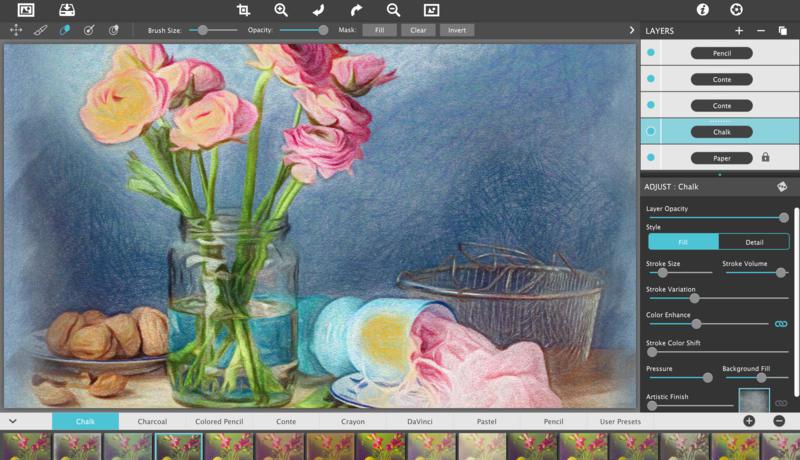 Brush Size: Opacity: Mask: Fill Clear Invert
LAYERS
Pencil
Conte
Conte
Chalk
Paper
ADJUST : Chalk
Layer Opacity
Style
Fill Detail
Stroke Size Stroke Volume
Stroke Variation
Color Enhance
Stroke Color Shift
Pressure Background Fill
Artistic Finish
Chalk Charcoal Colored Pencil Conte Crayon DaVinci Pastel Pencil User Presets